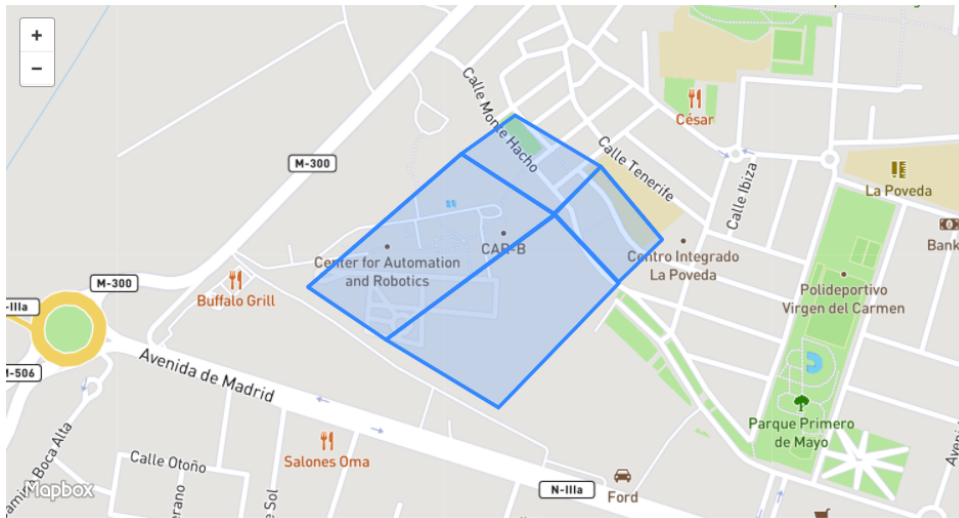 +
−
Calle Monte Hacho
César
Calle Tenerife
M-300
Calle Ibiza
La Poveda
Bank
CAR-B
Center for Automation
and Robotics
Centro Integrado
La Poveda
M-300
Buffalo Grill
Polideportivo
Virgen del Carmen
-IIIa
M-506
Avenida de Madrid
Parque Primero
de Mayo
Salones Oma
Calle Otoño
Boca Alta
Sol
N-IIIa
Ford
Mapbox